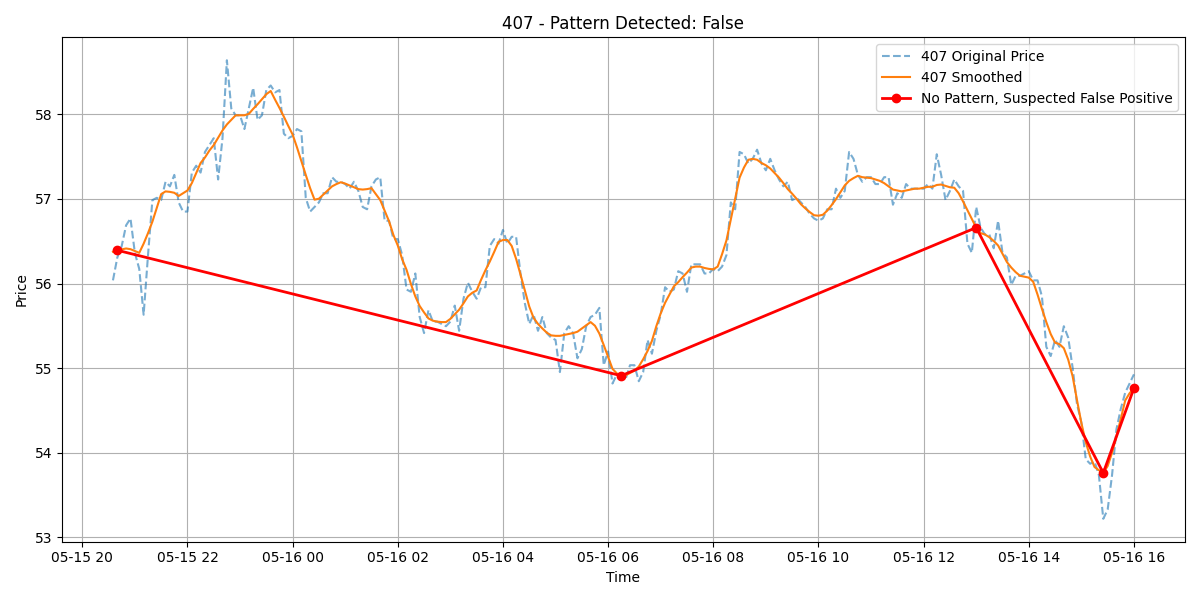 407 - Pattern Detected: False
407 Original Price
407 Smoothed
No Pattern, Suspected False Positive
Price
58
57
56
55
54
53
05-15 20
05-15 22
05-16 00
05-16 02
05-16 04
05-16 06
05-16 08
05-16 10
05-16 12
05-16 14
05-16 16
Time